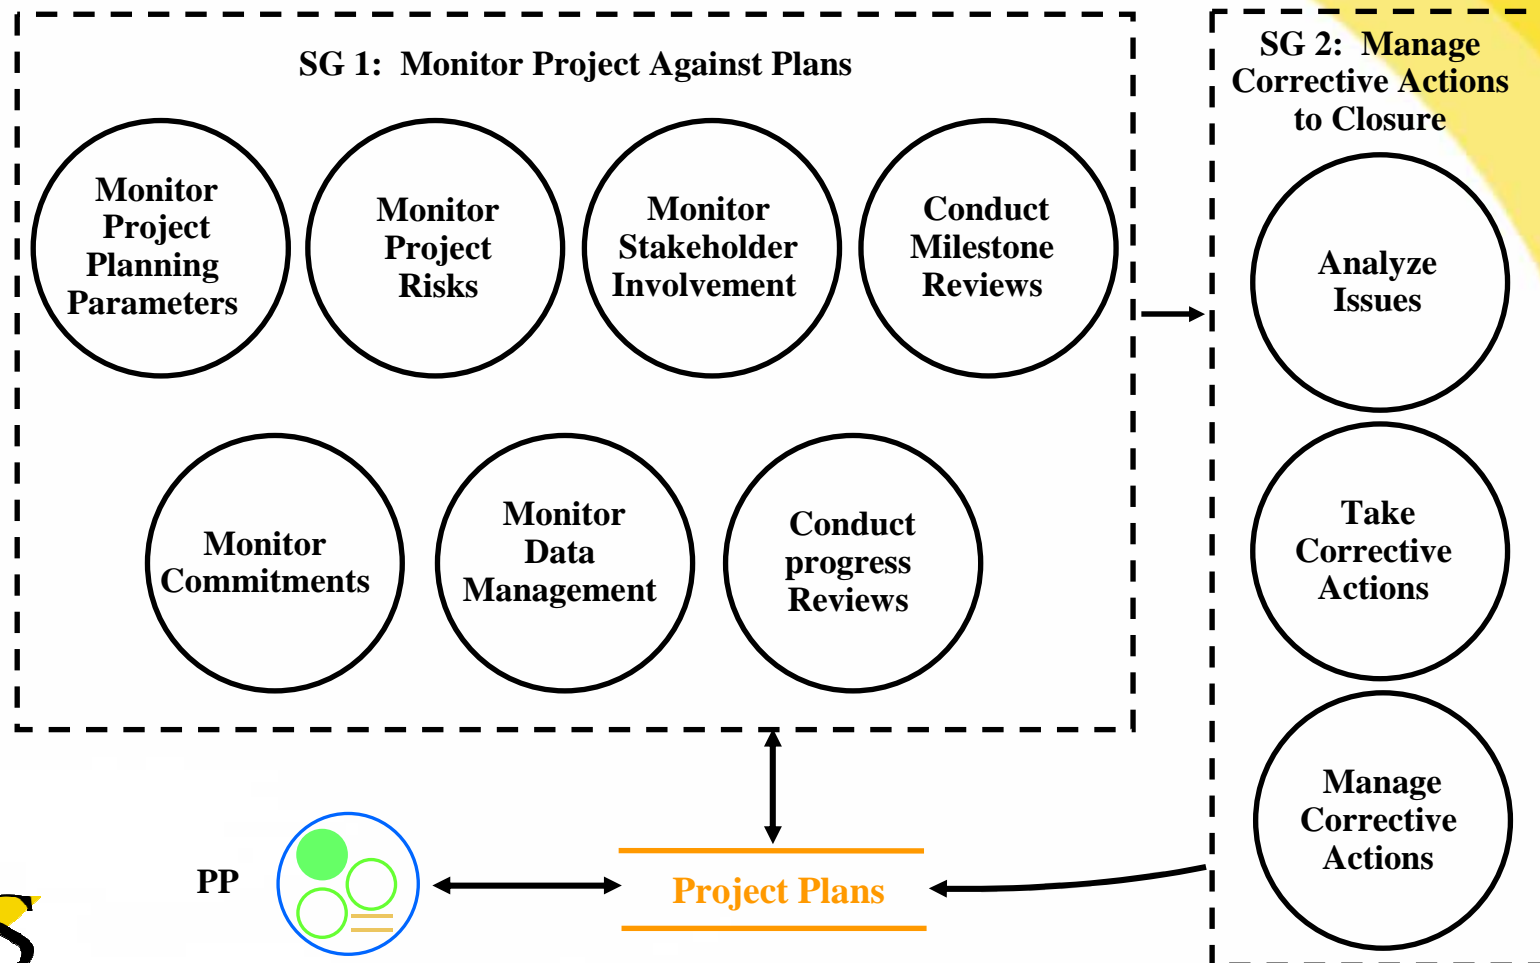 SG 1: Monitor Project Against Plans
Monitor
Project
Planning
Parameters
Monitor
Project
Risks
Monitor
Stakeholder
Involvement
Conduct
Milestone
Reviews
Monitor
Commitments
Monitor
Data
Management
Conduct
progress
Reviews
SG 2: Manage
Corrective Actions
to Closure
Analyze
Issues
Take
Corrective
Actions
Manage
Corrective
Actions
PP
Project Plans